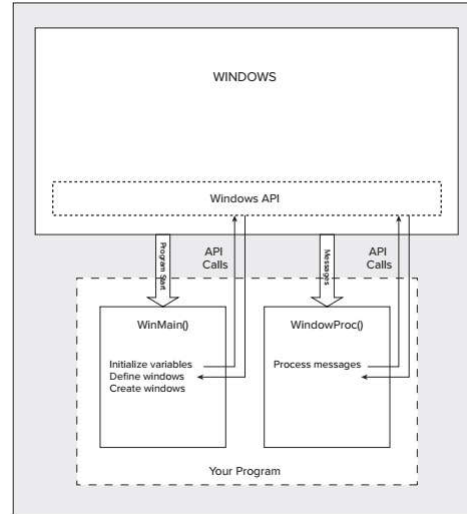 WINDOWS
Windows API
Program Start
API
Calls
Messages
API
Calls
WinMain()
WindowProc()
Initialize variables
Define windows
Create windows
Process messages
Your Program